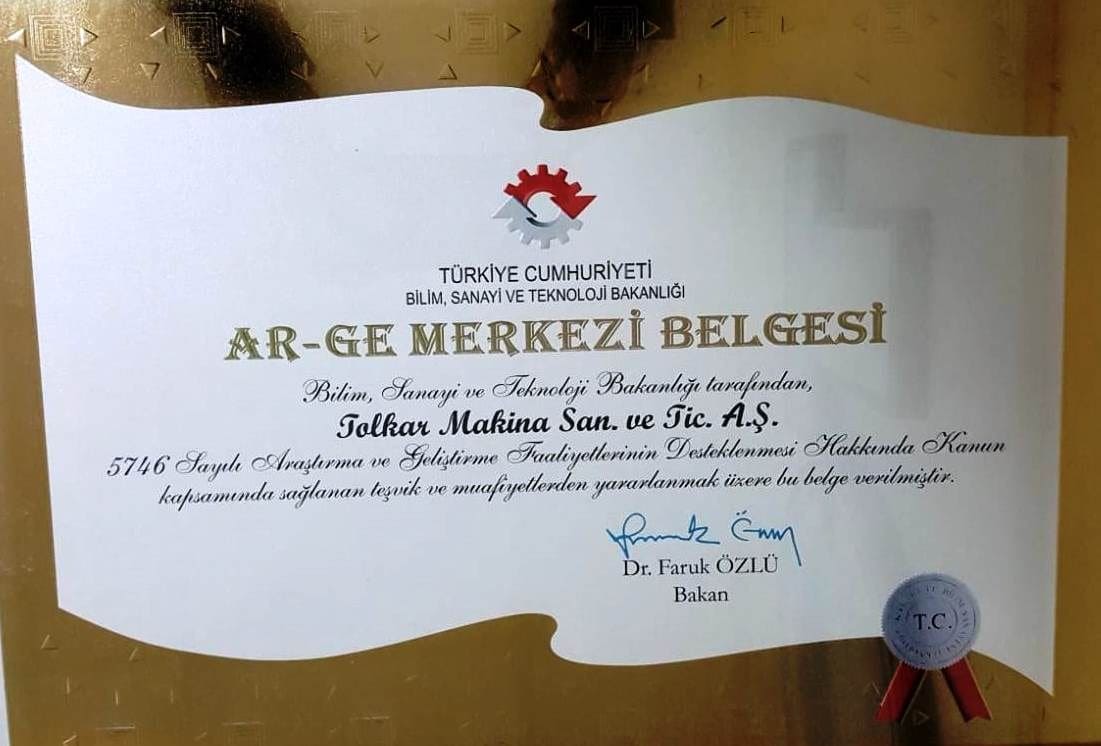 TÜRKİYE CUMHURİYETİ
BİLİM, SANAYİ VE TEKNOLOJİ BAKANLIĞI
AR-GE MERKEZİ BELGESİ
Bilim, Sanayi ve Teknoloji Bakanlığı tarafından,
Tolkar Makina San. ve Tic. A.Ş.
5746 Sayılı Araştırma ve Geliştirme Faaliyetlerinin Desteklenmesi Hakkında Kanun
kapsamında sağlanan teşvik ve muafiyetlerden yararlanmak üzere bu belge verilmiştir.
Dr. Faruk ÖZLÜ
Bakan
T.C.